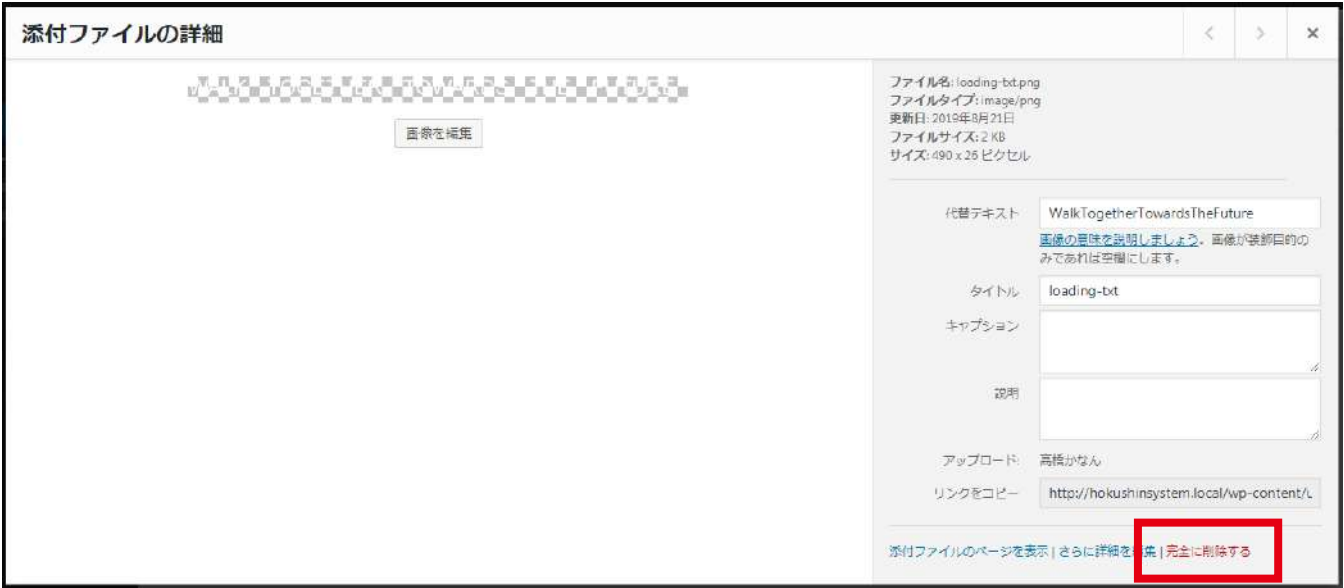 添付ファイルの詳細
WALK TOGETHER TOWARDS THE FUTURE
画像を編集
ファイル名: loading-txt.png
ファイルタイプ: image/png
更新日: 2019年8月21日
ファイルサイズ: 2 KB
サイズ: 490 x 26 ピクセル
代替テキスト WalkTogetherTowardsTheFuture
画像の意味を説明しましょう。画像が装飾目的の
みであれば空欄にします。
タイトル loading-txt
キャプション
説明
アップロード: 高橋かなん
リンクをコピー http://hokushinsystem.local/wp-content/u
添付ファイルのページを表示 | さらに詳細を編集 | 完全に削除する